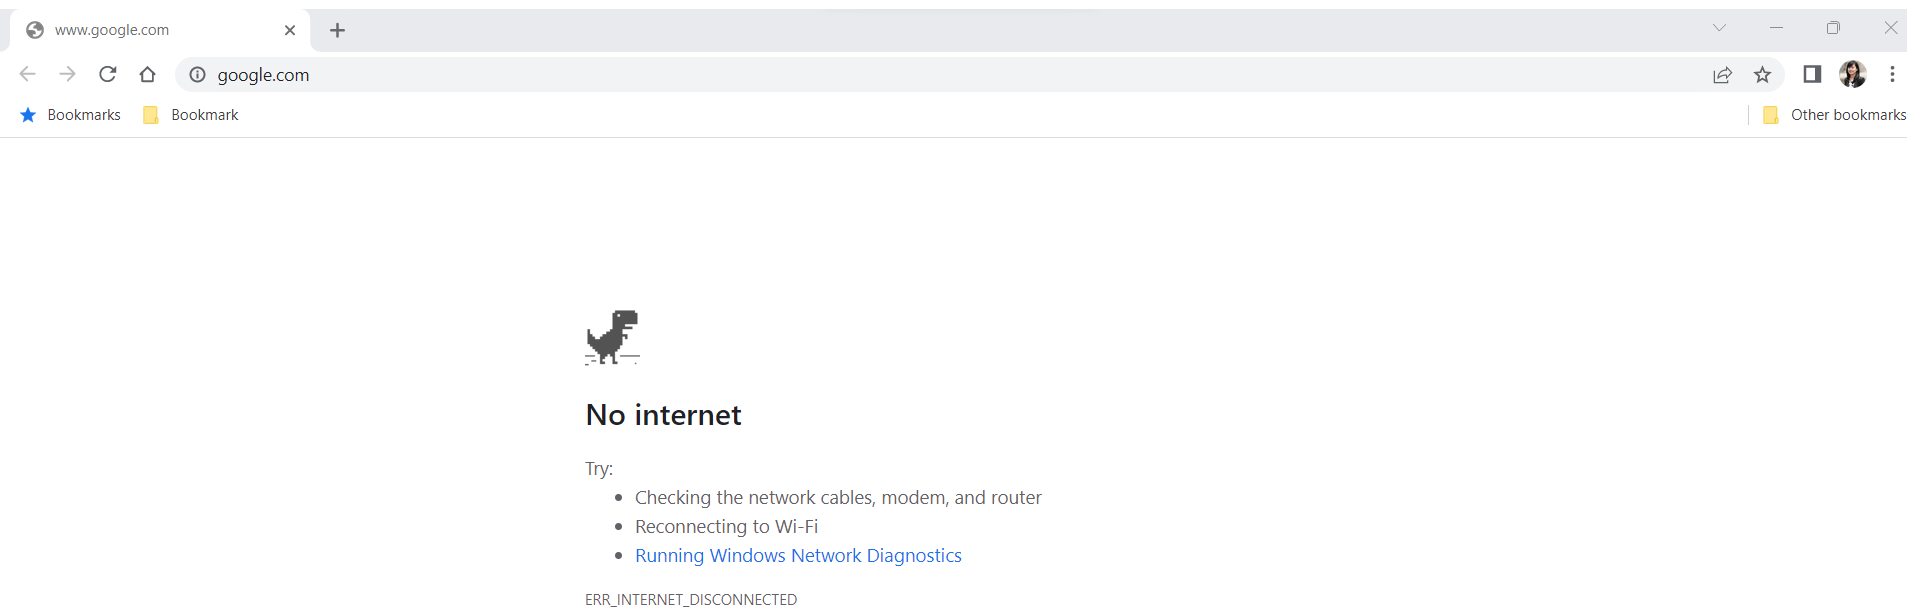 www.google.com
google.com
Bookmarks Bookmark Other bookmarks
No internet
Try:
Checking the network cables, modem, and router
Reconnecting to Wi-Fi
Running Windows Network Diagnostics
ERR_INTERNET_DISCONNECTED